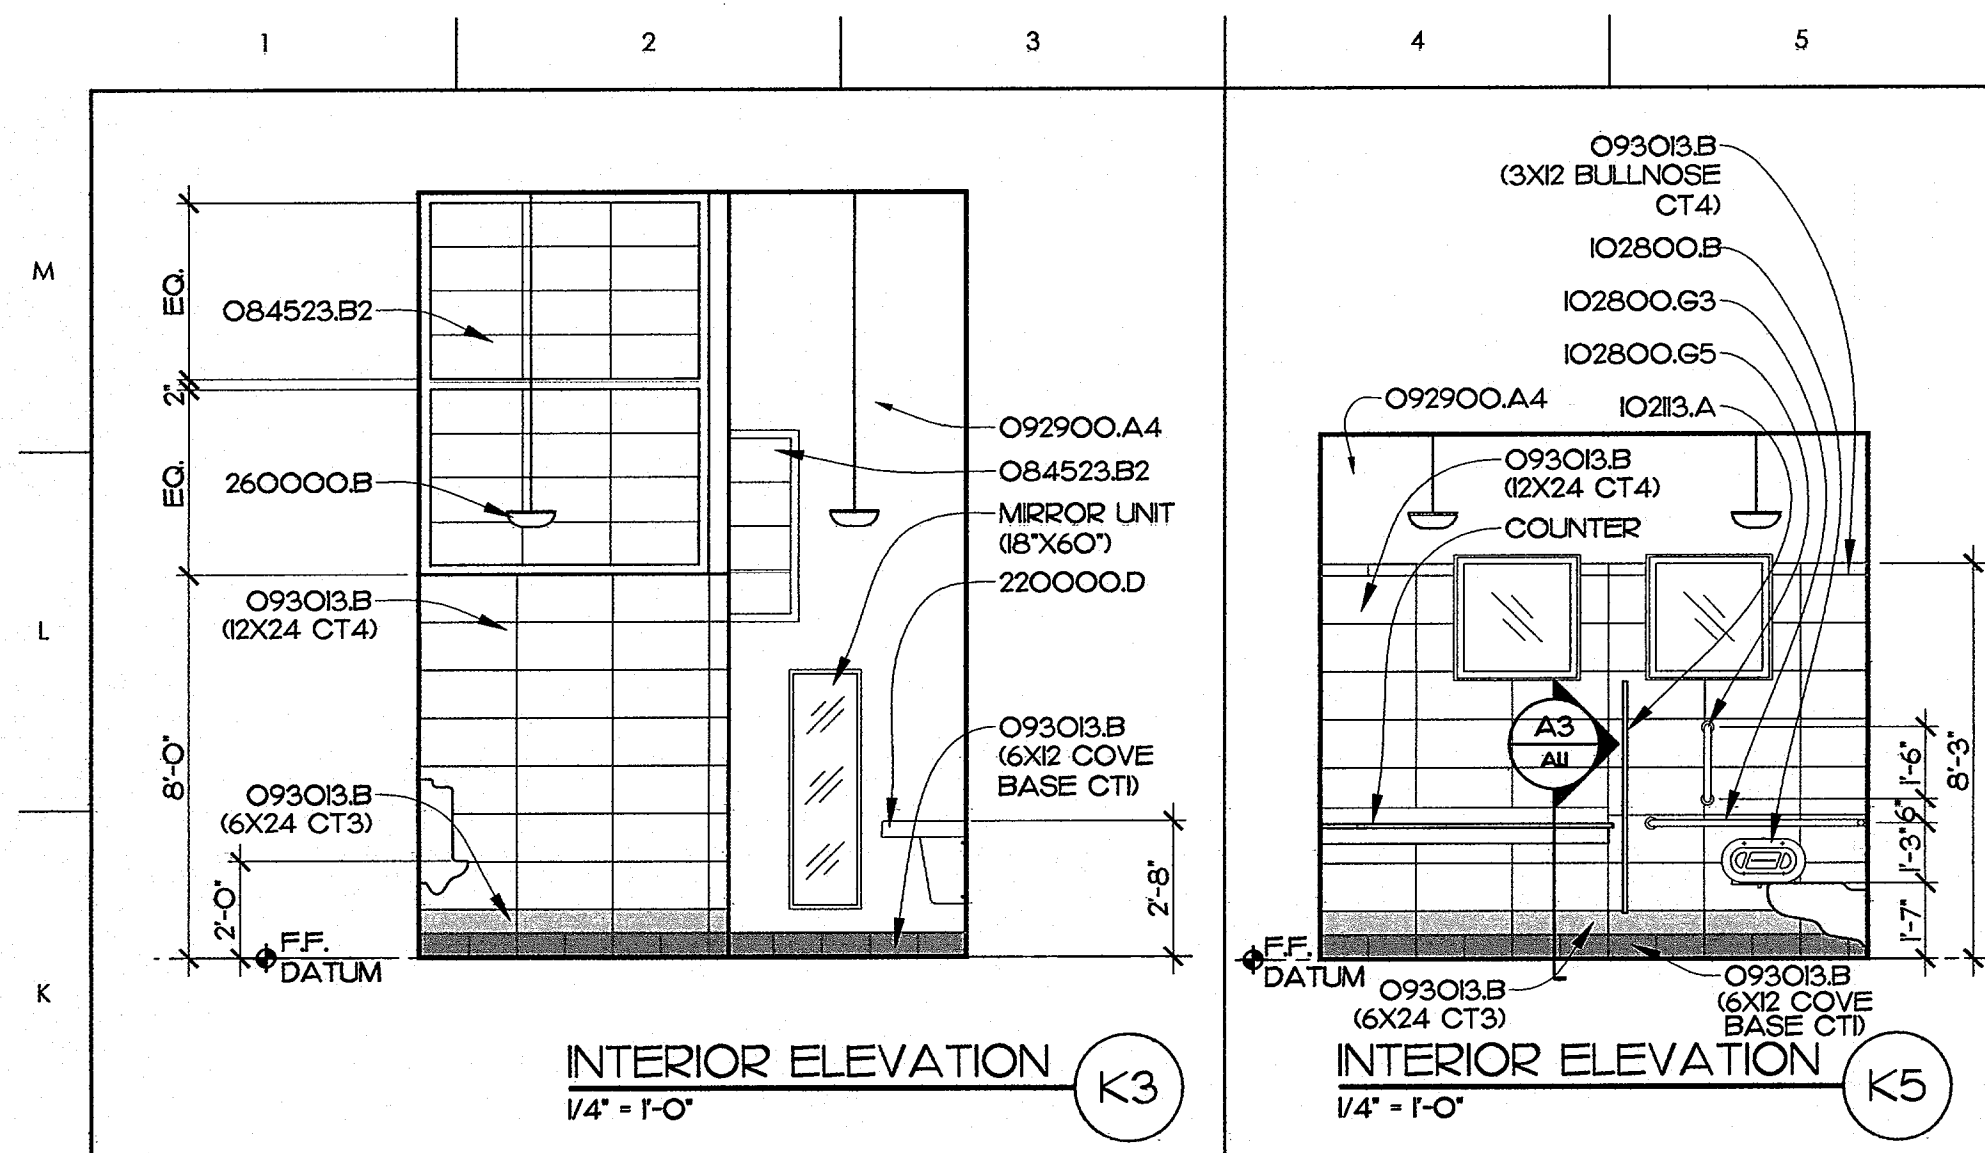 1
2
3
4
5
M
L
K
EQ.
2"
EQ.
8'-0"
2'-0"
084523.B2
260000.B
093013.B
(12X24 CT4)
093013.B
(6X24 CT3)
F.F.
DATUM
092900.A4
084523.B2
MIRROR UNIT
(18"X60")
220000.D
093013.B
(6X12 COVE
BASE CT1)
2'-8"
INTERIOR ELEVATION
1/4" = 1'-0"
K3
093013.B
(3X12 BULLNOSE
CT4)
102800.B
102800.G3
102800.G5
102113.A
092900.A4
093013.B
(12X24 CT4)
COUNTER
A3
A11
1'-6"
6"
1'-3"
1'-7"
8'-3"
F.F.
DATUM
093013.B
(6X24 CT3)
093013.B
(6X12 COVE
BASE CT1)
INTERIOR ELEVATION
1/4" = 1'-0"
K5